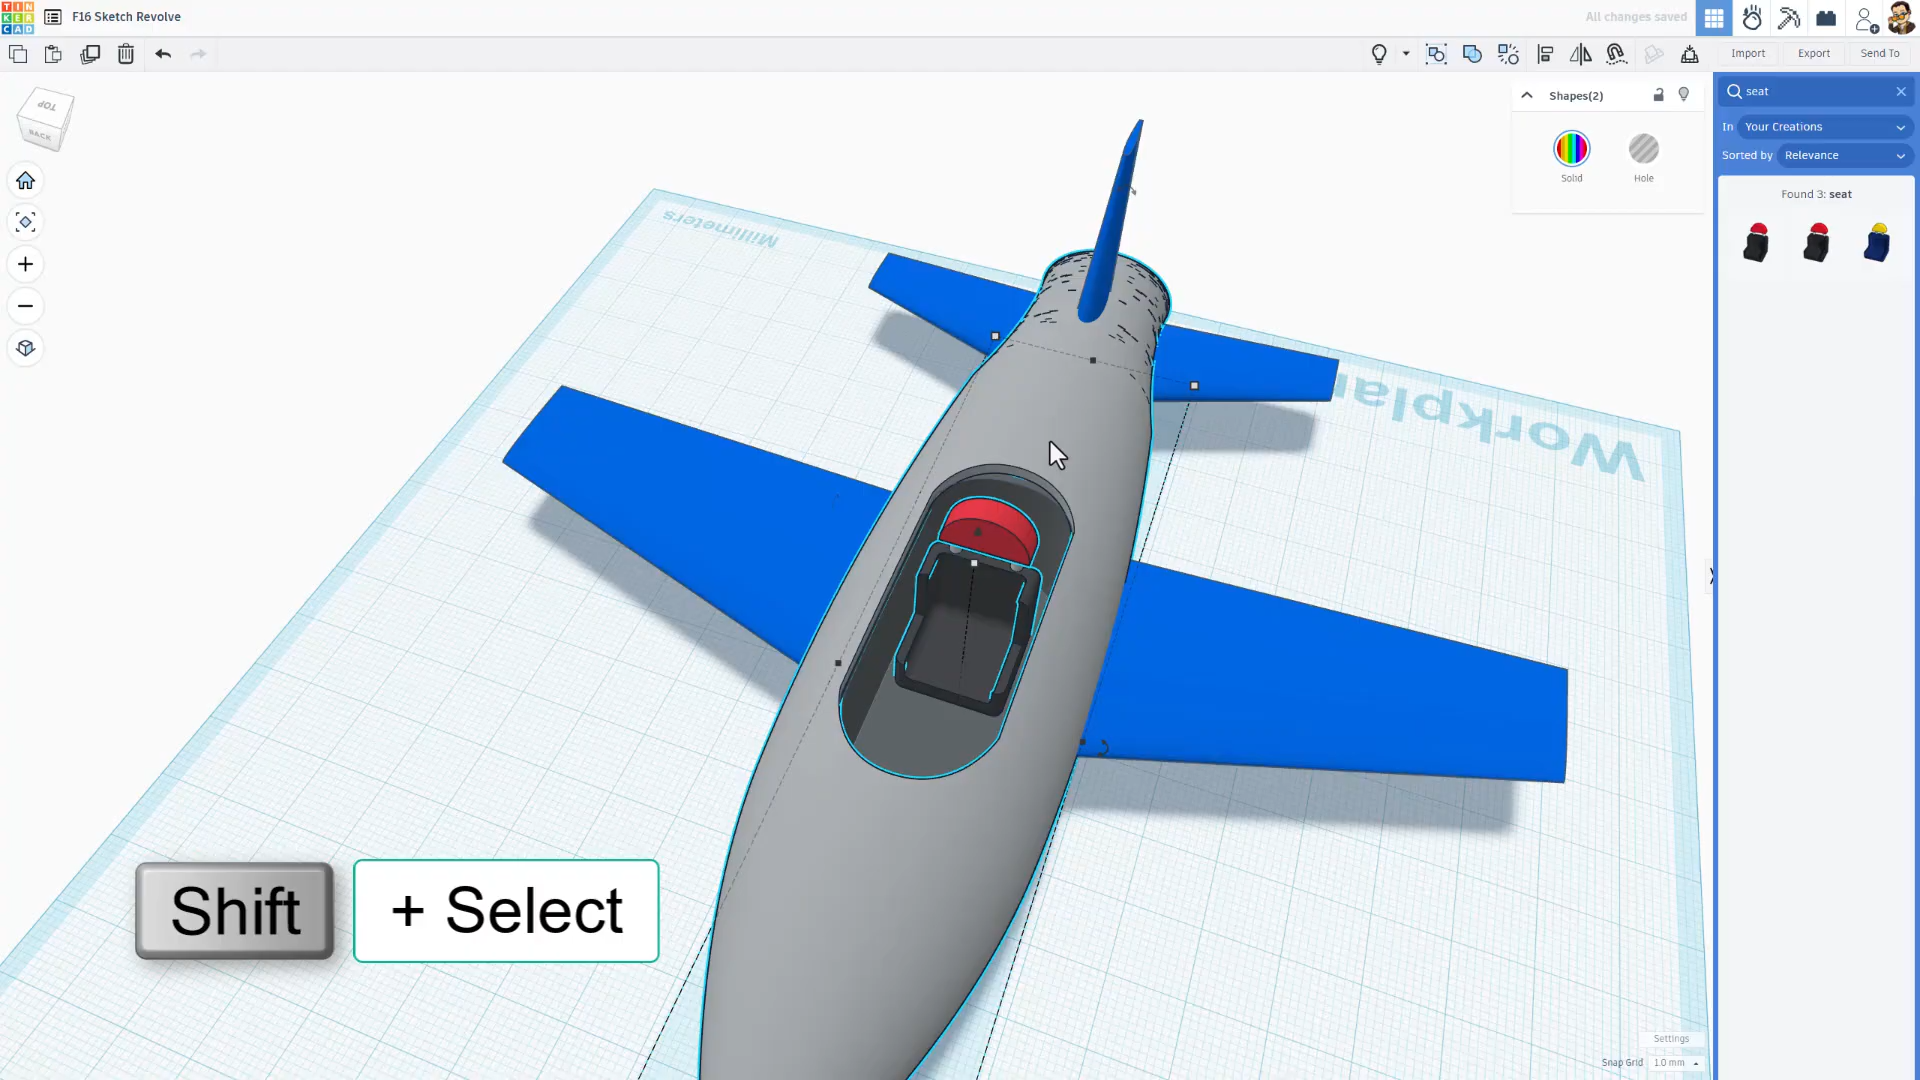 TIN
KER
CAD
F16 Sketch Revolve
All changes saved
Import
Export
Send To
TOP
BACK
Shapes(2)
Solid
Hole
seat
In
Your Creations
Sorted by
Relevance
Found 3: seat
Millimeters
Workplan
Shift
+ Select
Settings
Snap Grid
1.0 mm